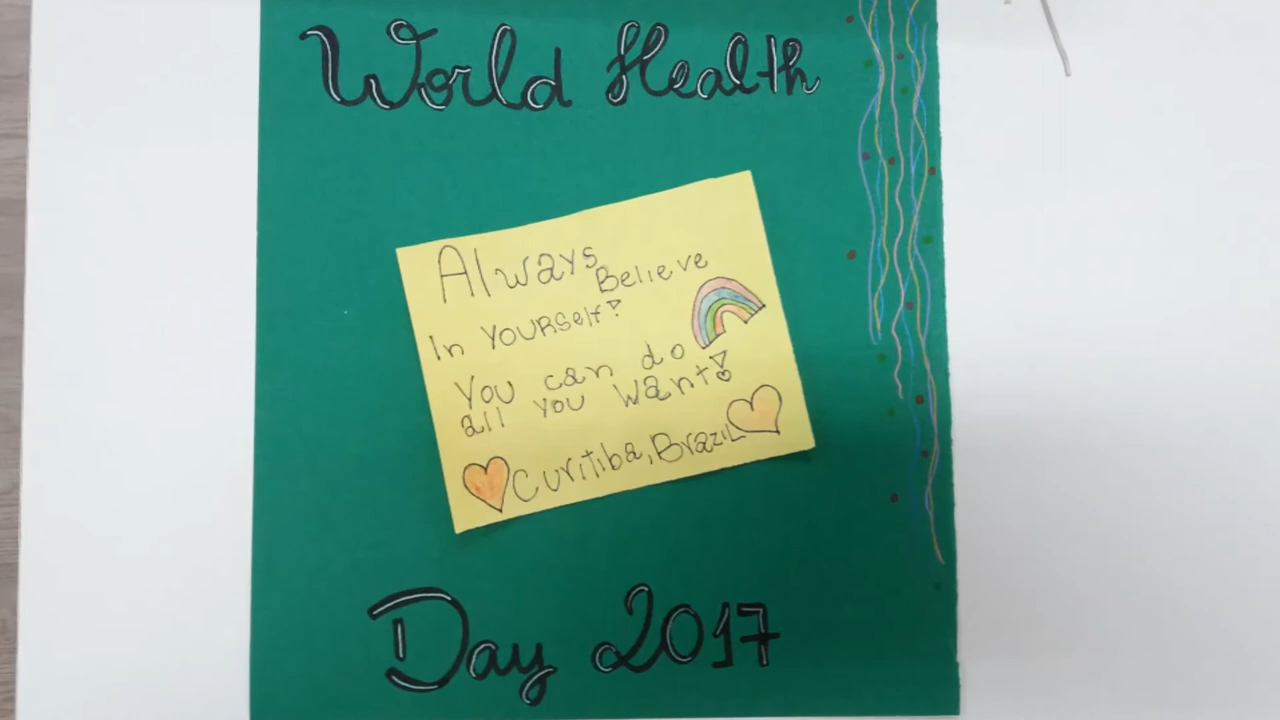 World Health
Always Believe
In YOURSelf!
You can do
all you want!
Curitiba, Brazil
Day 2017